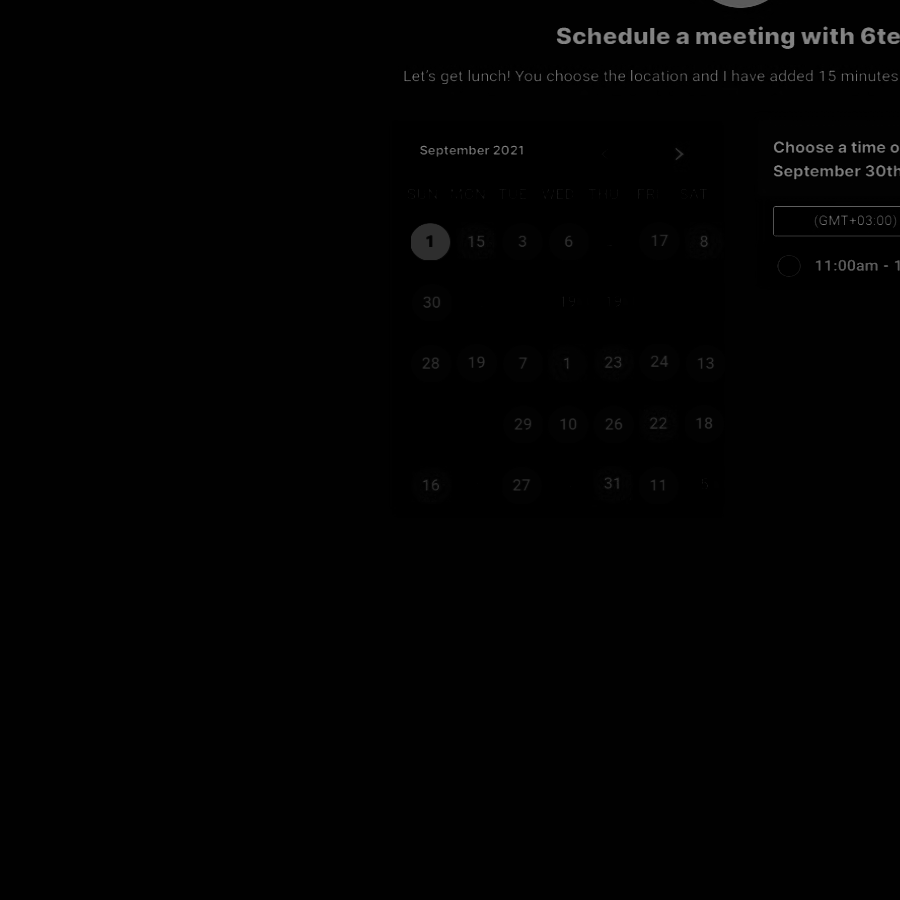 Schedule a meeting with 6te
Let's get lunch! You choose the location and I have added 15 minutes
September 2021
SUN MON TUE WED THU FRI SAT
1 15 3 6 17 8
30 18 19
28 19 7 1 23 24 13
29 10 26 22 18
16 27 31 11
Choose a time o
September 30th
(GMT+03.00)
11:00am - 1